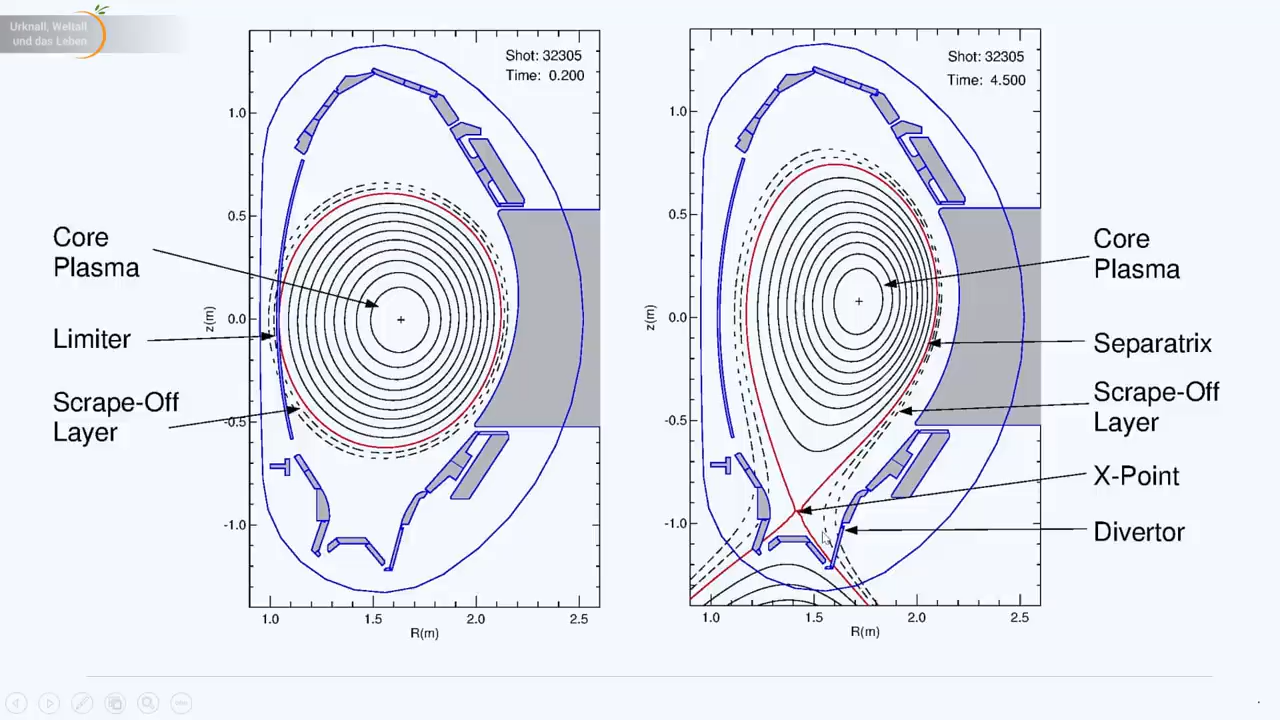 Urknall, Weltall
und das Leben
Shot: 32305
Time: 0.200
1.0
0.5
0.0
-0.5
-1.0
z(m)
1.0
1.5
2.0
2.5
R(m)
Core
Plasma
Limiter
Scrape-Off
Layer
Shot: 32305
Time: 4.500
1.0
0.5
0.0
-0.5
-1.0
z(m)
1.0
1.5
2.0
2.5
R(m)
Core
Plasma
Separatrix
Scrape-Off
Layer
X-Point
Divertor